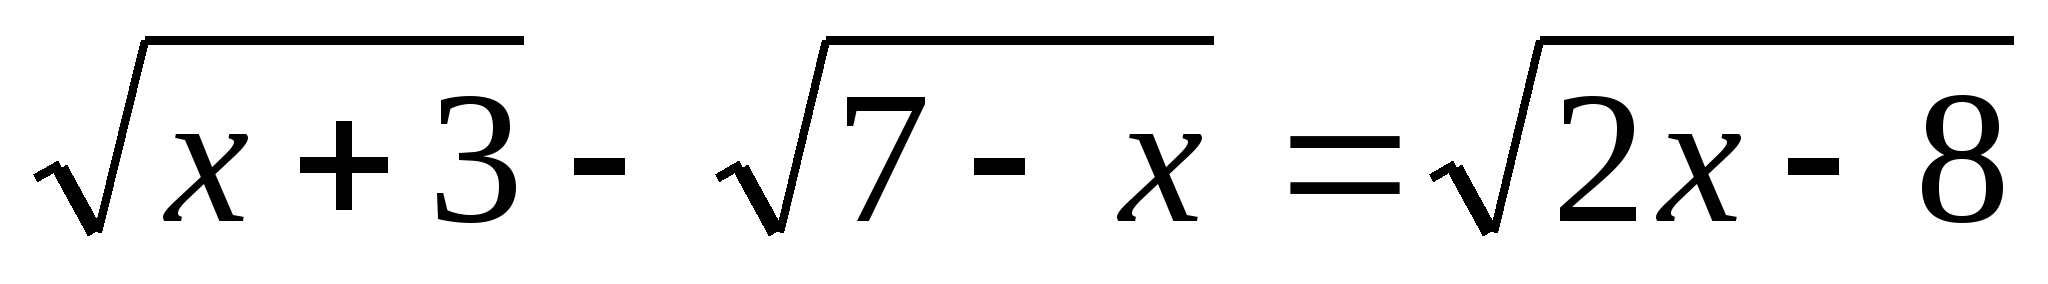 √x + 3 - √7 - x = √2x - 8